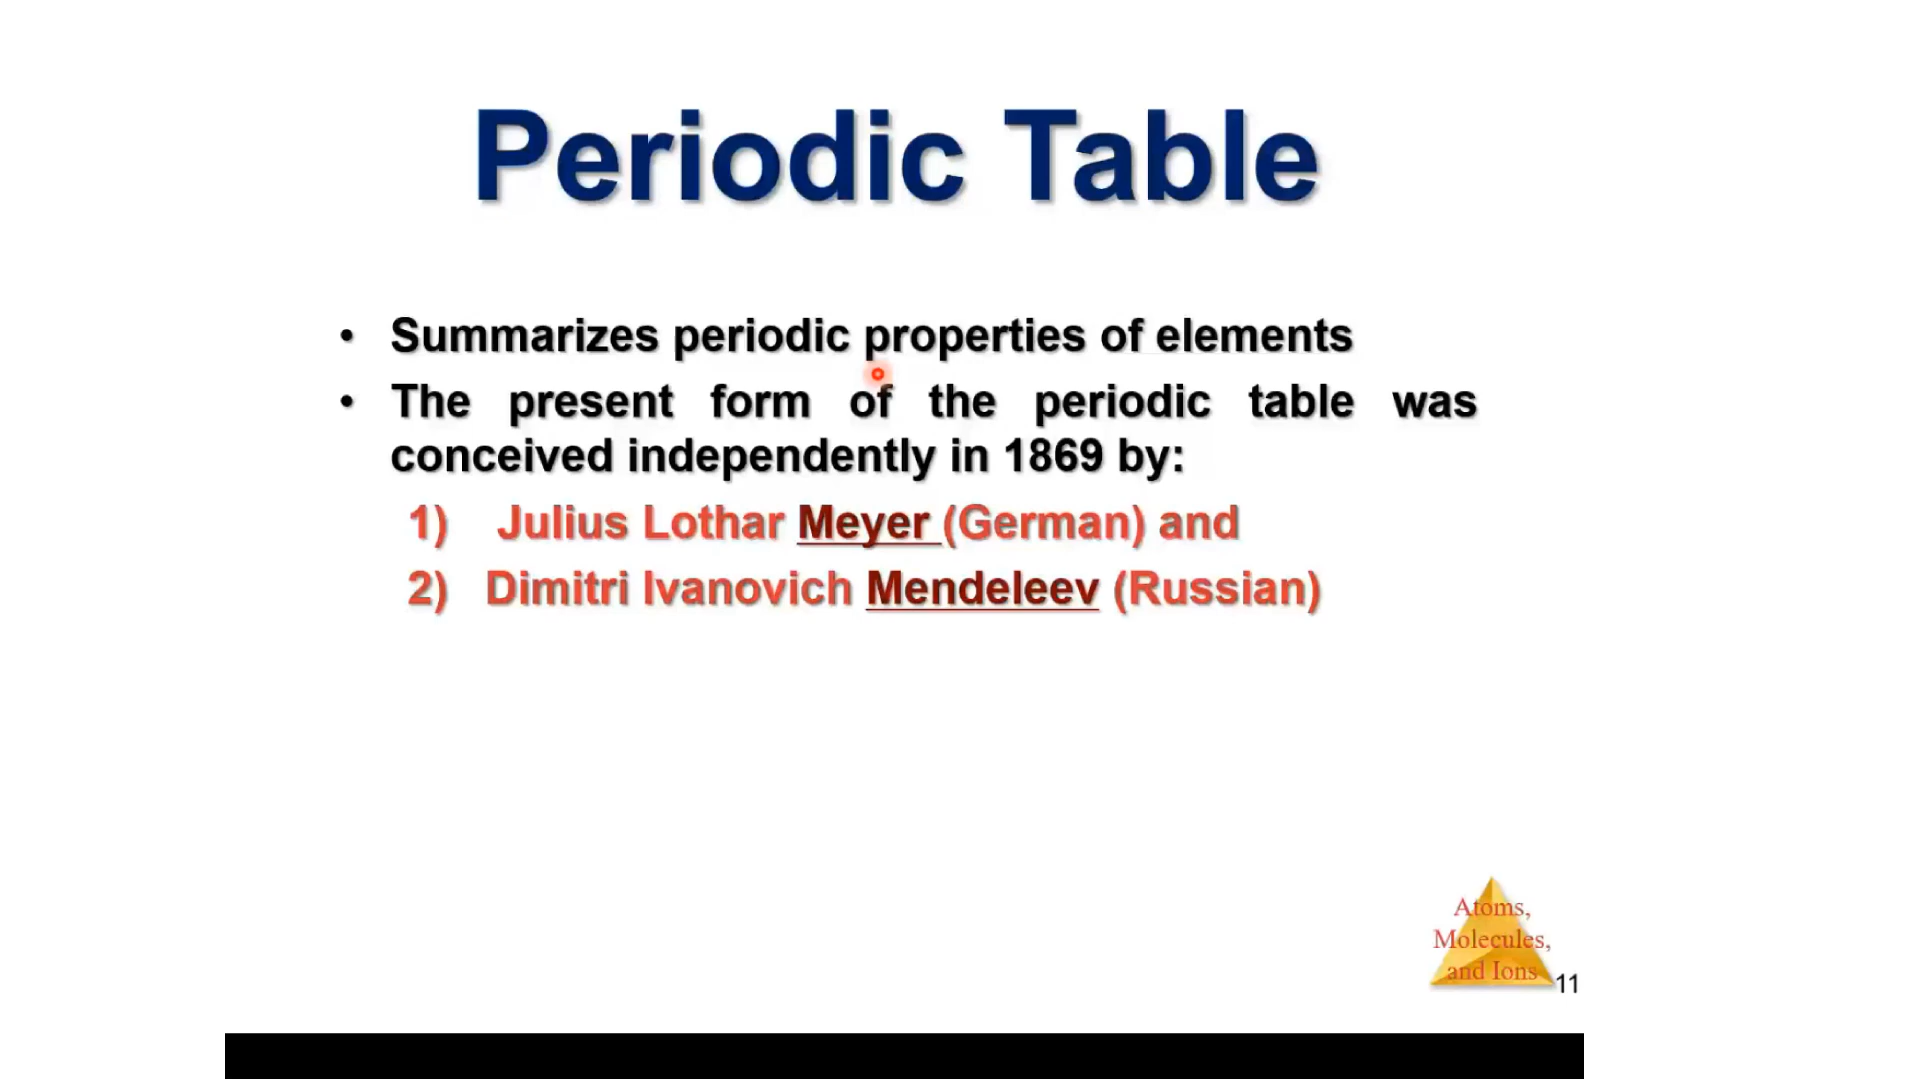 Periodic Table
• Summarizes periodic properties of elements
• The present form of the periodic table was
conceived independently in 1869 by:
1) Julius Lothar Meyer (German) and
2) Dimitri Ivanovich Mendeleev (Russian)
Atoms,
Molecules,
and Ions
11